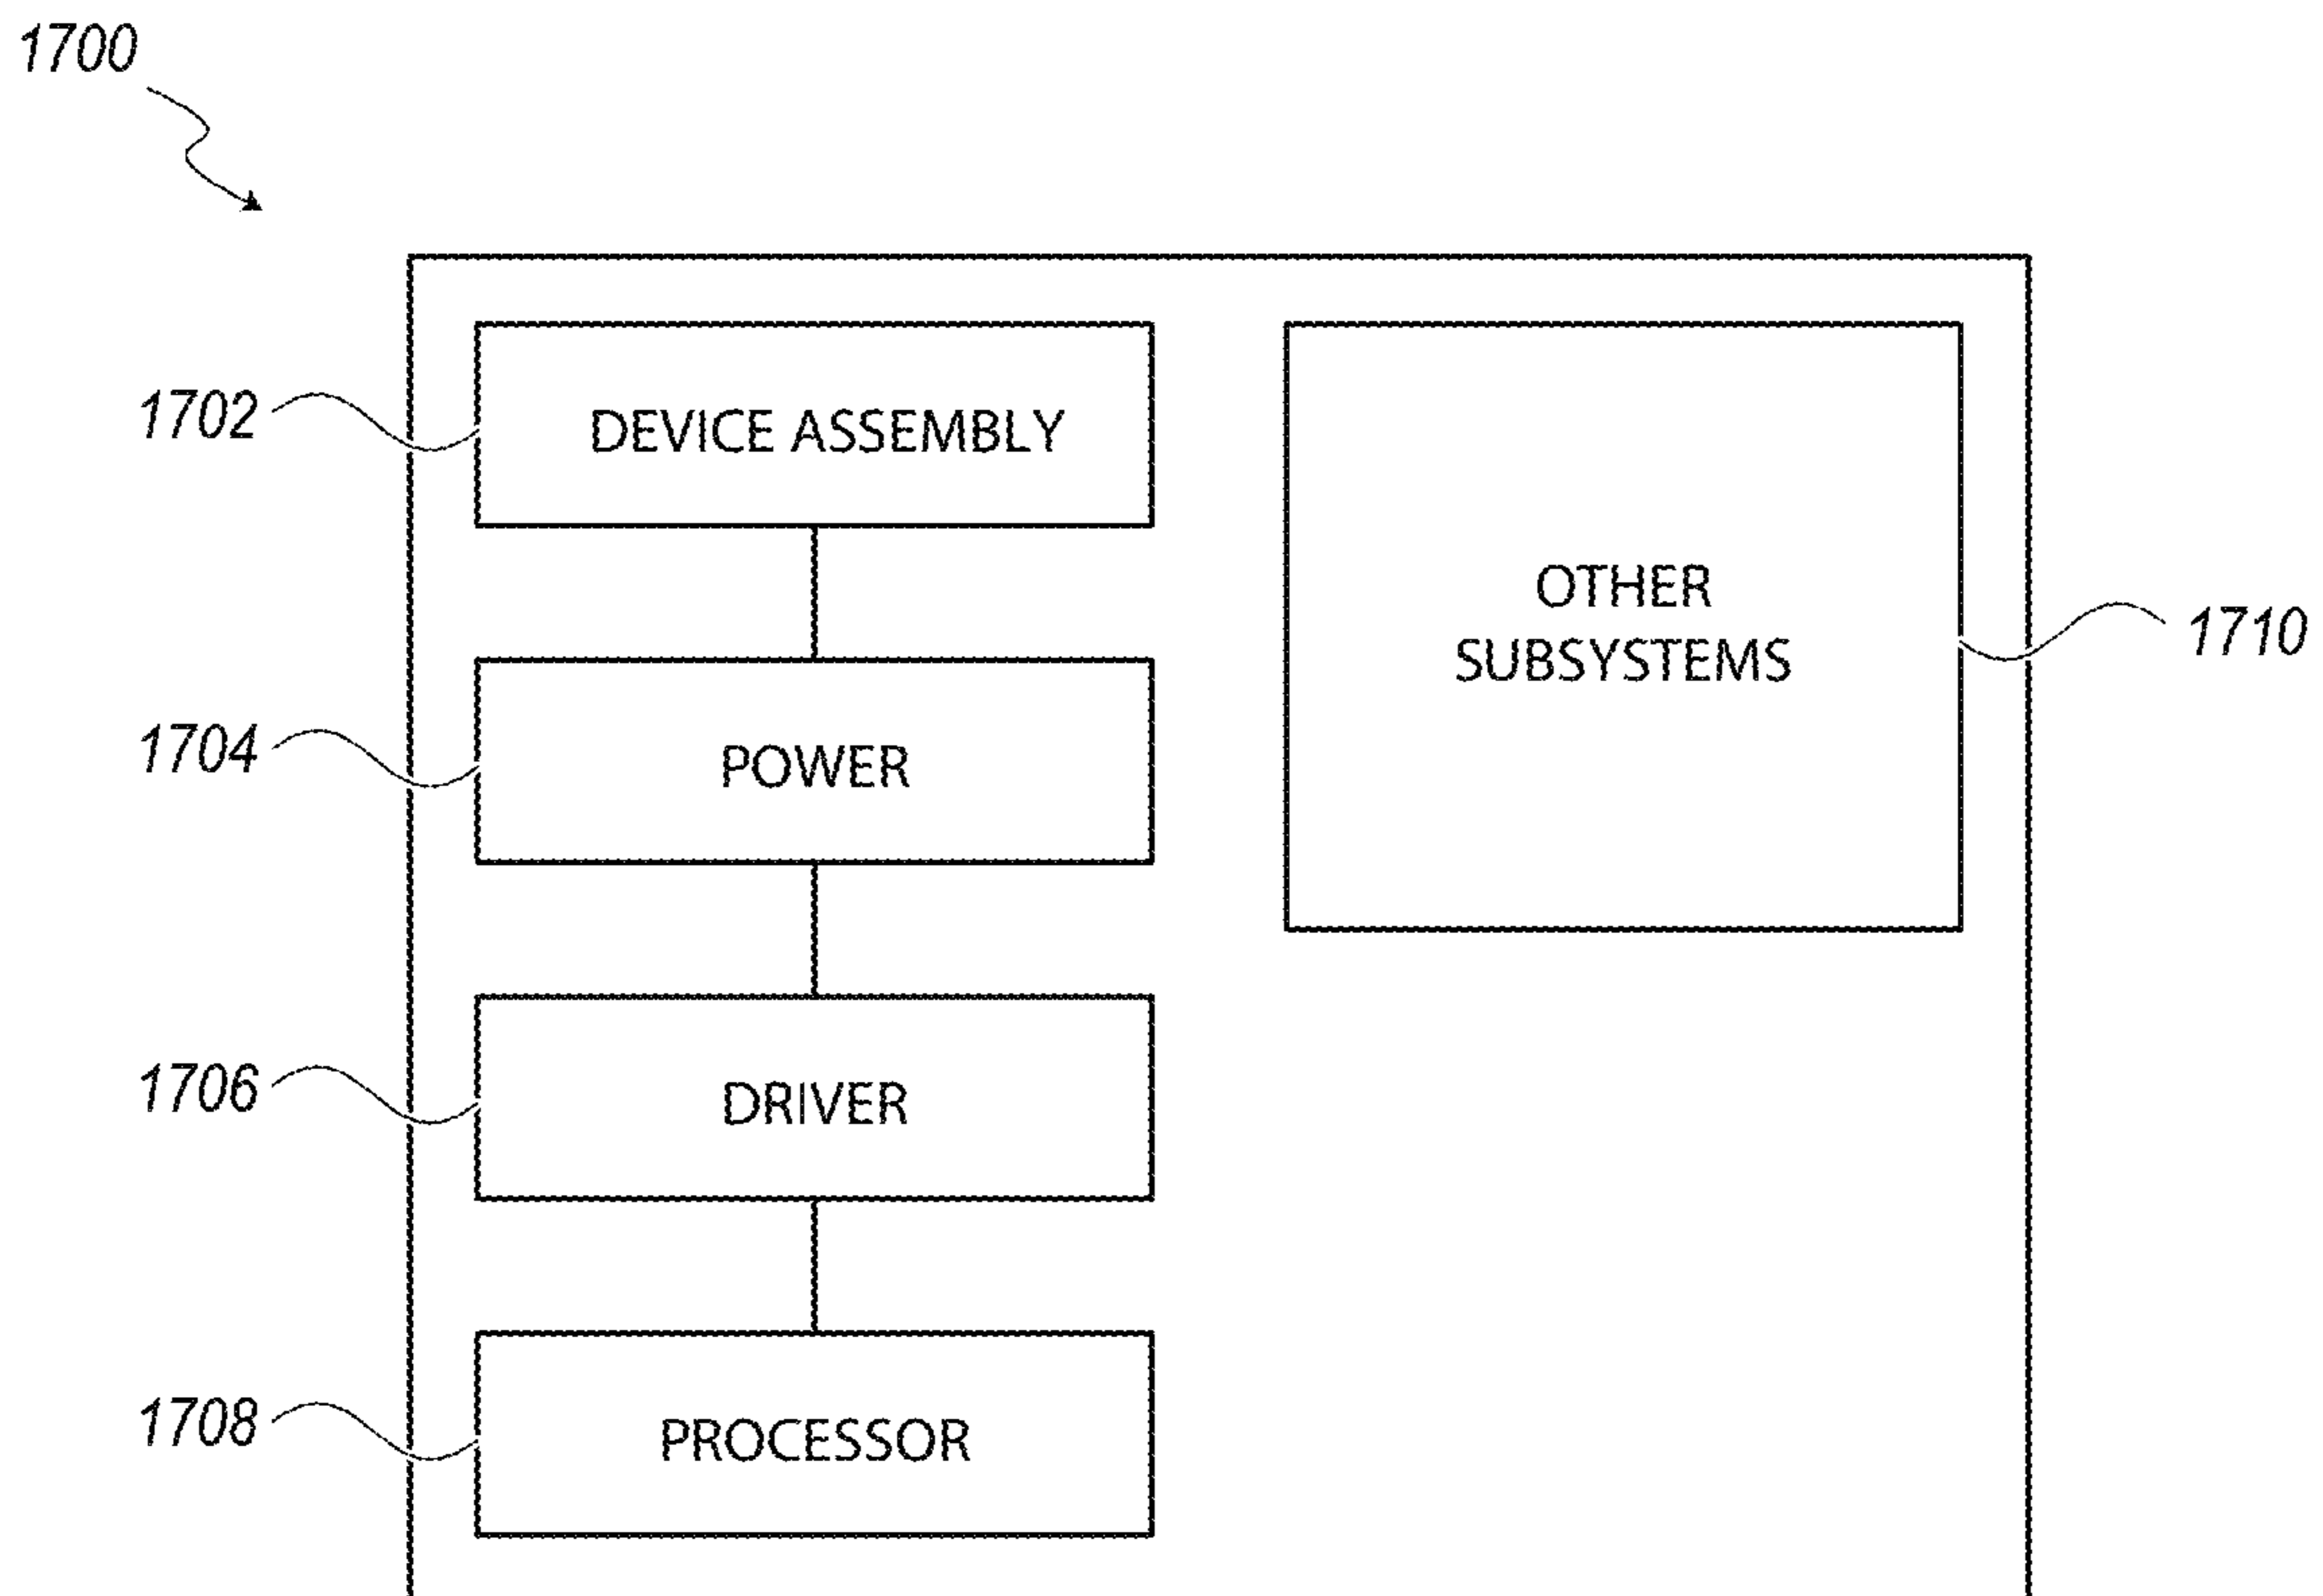 1700
1702
DEVICE ASSEMBLY
OTHER
SUBSYSTEMS
1710
1704
POWER
1706
DRIVER
1708
PROCESSOR